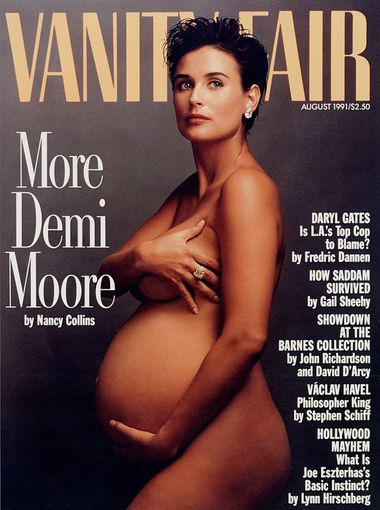 VANITY FAIR
AUGUST 1991/$2.50
More
Demi
Moore
by Nancy Collins
DARYL GATES
Is L.A.'s Top Cop
to Blame?
by Fredric Dannen
HOW SADDAM
SURVIVED
by Gail Sheehy
SHOWDOWN
AT THE
BARNES COLLECTION
by John Richardson
and David D'Arcy
VÁCLAV HAVEL
Philosopher King
by Stephen Schiff
HOLLYWOOD
MAYHEM
What Is
Joe Eszterhas's
Basic Instinct?
by Lynn Hirschberg